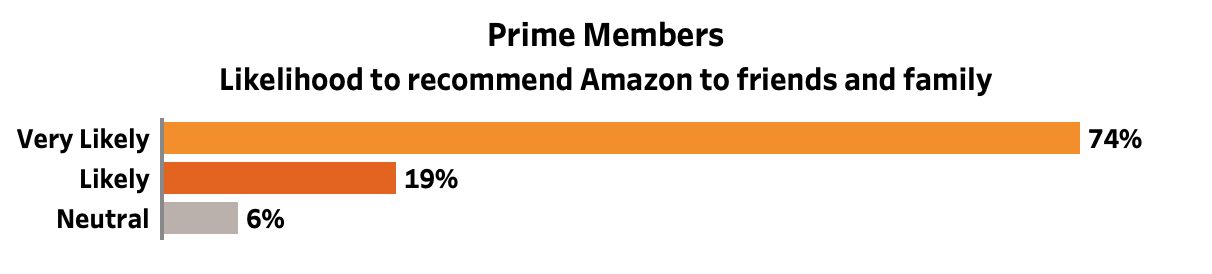 Prime Members
Likelihood to recommend Amazon to friends and family
Very Likely 74%
Likely 19%
Neutral 6%